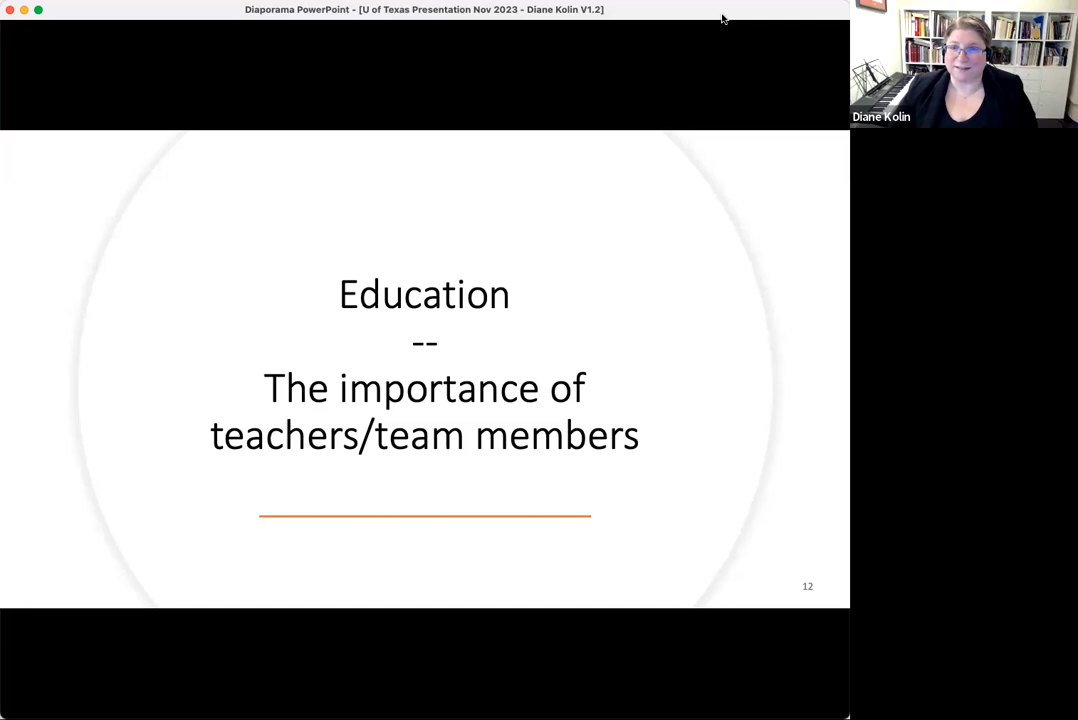 Diaporama PowerPoint - [U of Texas Presentation Nov 2023 - Diane Kolin V1.2]
Diane Kolin
Education
--
The importance of
teachers/team members
12